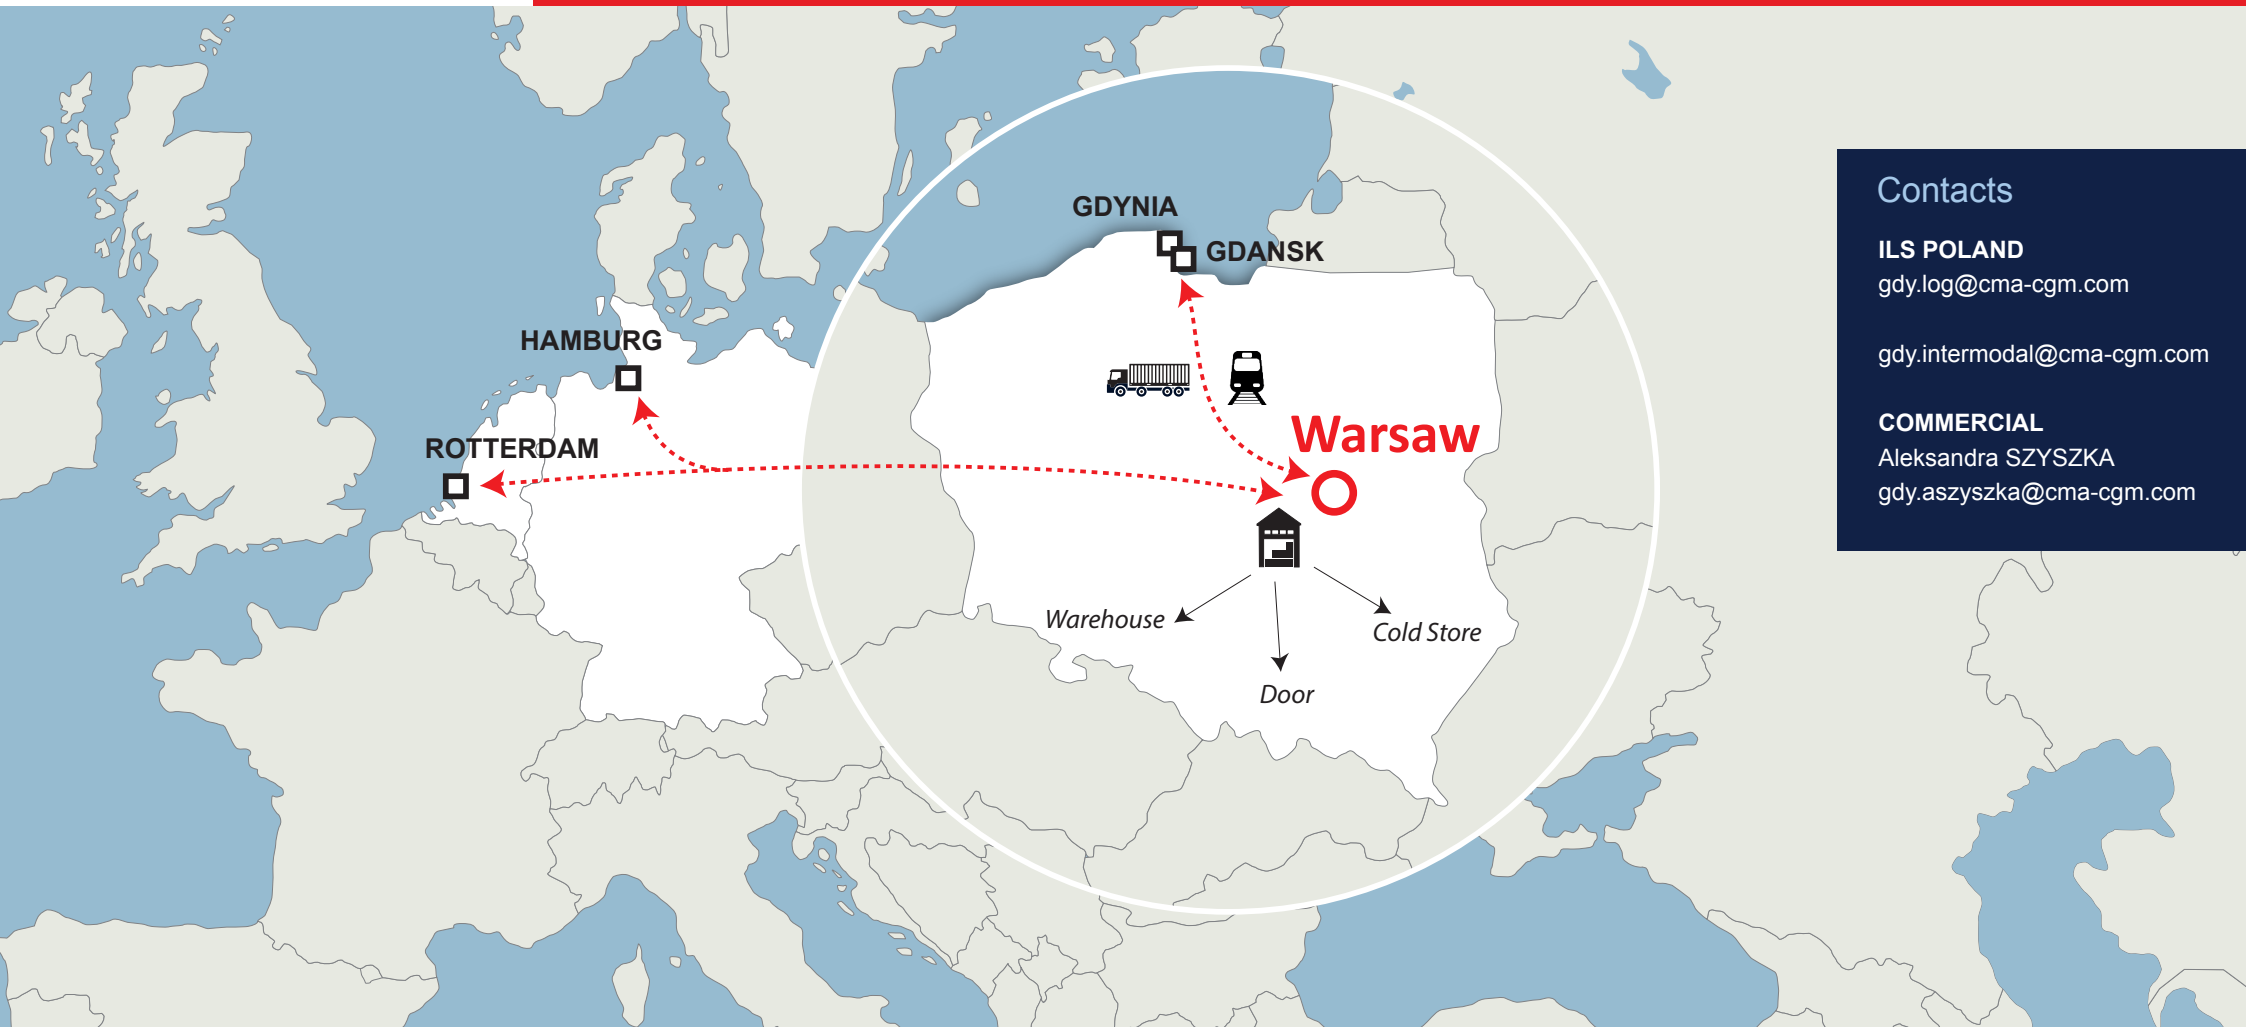 GDYNIA
GDANSK
HAMBURG
ROTTERDAM
Warsaw
Warehouse
Cold Store
Door
Contacts
ILS POLAND
gdy.log@cma-cgm.com
gdy.intermodal@cma-cgm.com
COMMERCIAL
Aleksandra SZYSZKA
gdy.aszyszka@cma-cgm.com